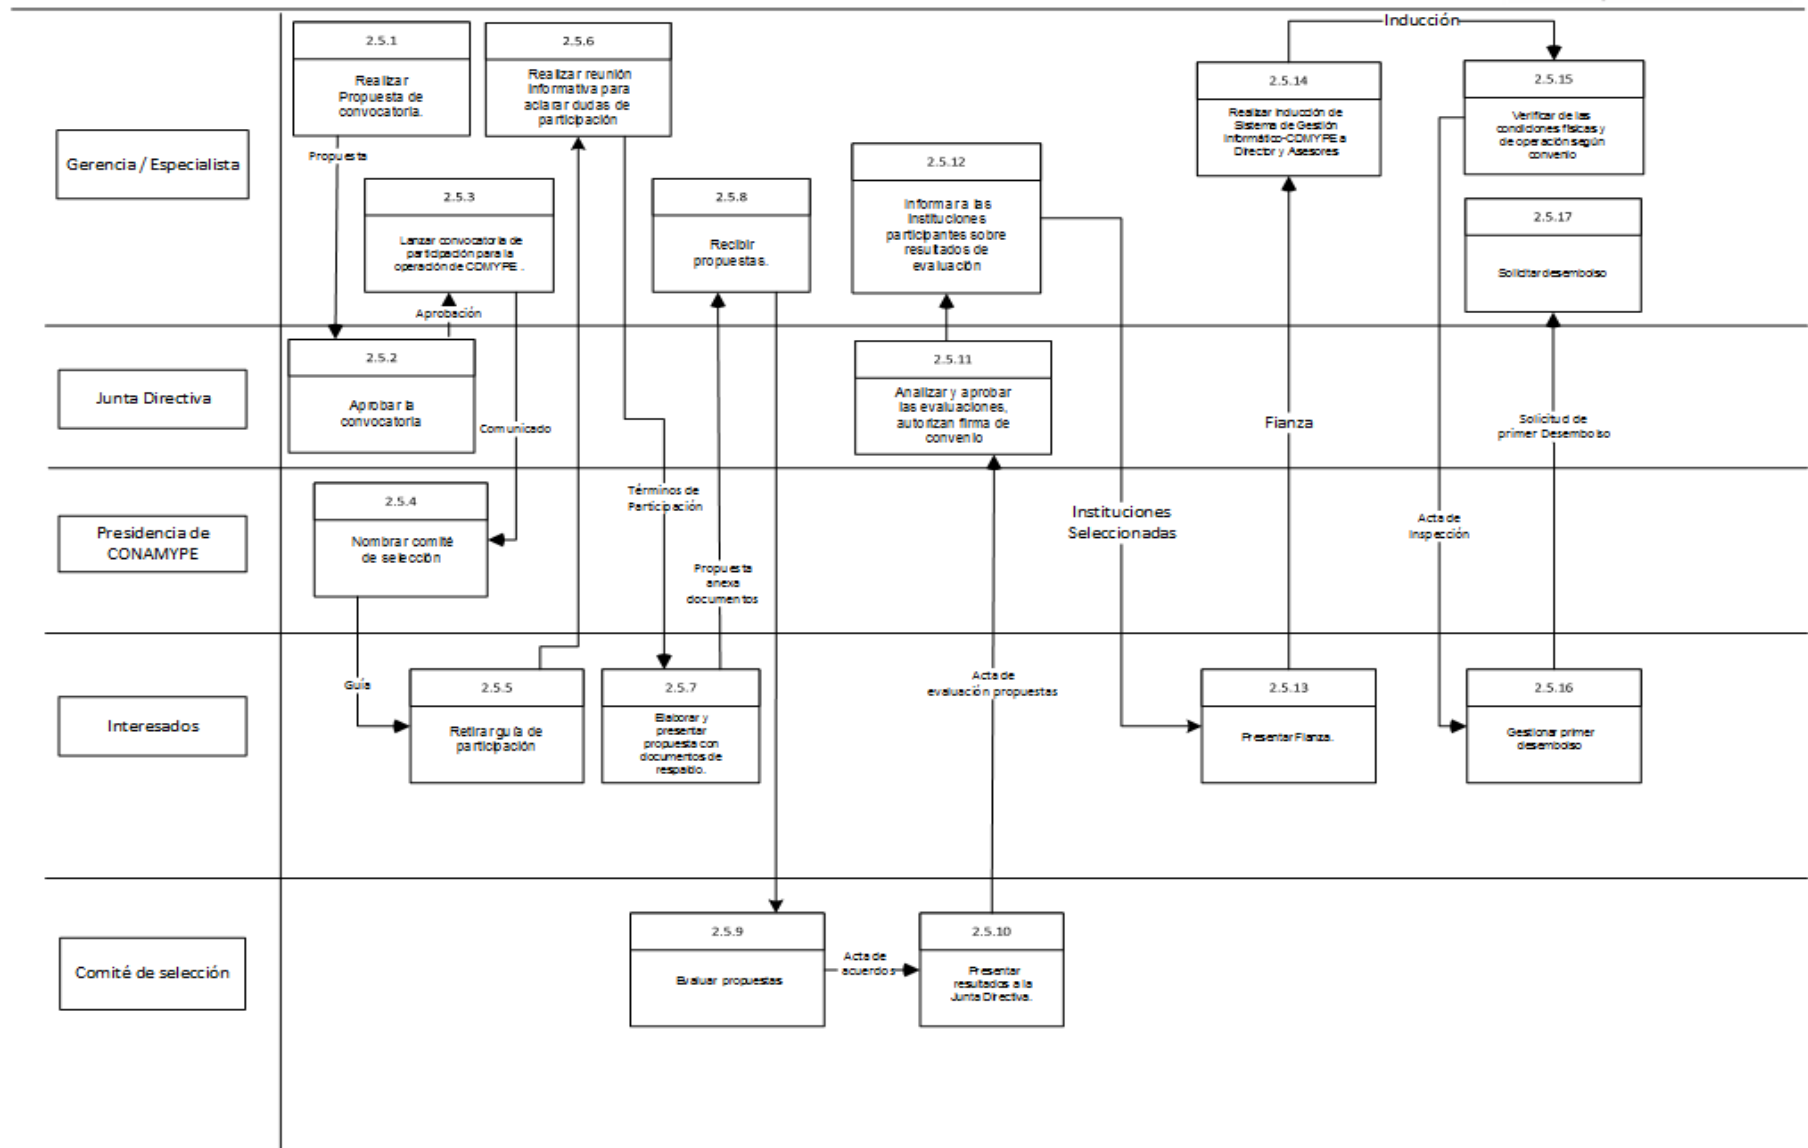 Inducción
2.5.1
Realizar
Propuesta de
convocatoria.
2.5.6
Realizar reunión
informativa para
aclarar dudas de
participación
2.5.14
Realizar inducción de
Sistema de Gestión
Informático-CDMYPE a
Director y Asesores
2.5.15
Verificar de las
condiciones físicas y
de operación según
convenio
Gerencia / Especialista
Propuesta
2.5.3
Lanzar convocatoria de
participación para la
operación de CDMYPE .
2.5.8
Recibir
propuestas.
2.5.12
Informar a las
instituciones
participantes sobre
resultados de
evaluación
2.5.17
Solicitar desembolso
Aprobación
Junta Directiva
2.5.2
Aprobar la
convocatoria
Comunicado
2.5.11
Analizar y aprobar
las evaluaciones,
autorizan firma de
convenio
Fianza
Solicitud de
primer Desembolso
Presidencia de
CONAMYPE
2.5.4
Nombrar comité
de selección
Términos de
Participación
Propuesta
anexa
documentos
Instituciones
Seleccionadas
Acta de
Inspección
Interesados
Guía
2.5.5
Retirar guía de
participación
2.5.7
Elaborar y
presentar
propuesta con
documentos de
respaldo.
Acta de
evaluación propuestas
2.5.13
Presentar Fianza.
2.5.16
Gestionar primer
desembolso
Comité de selección
2.5.9
Evaluar propuestas
Acta de
acuerdos
2.5.10
Presentar
resultados a la
Junta Directiva.